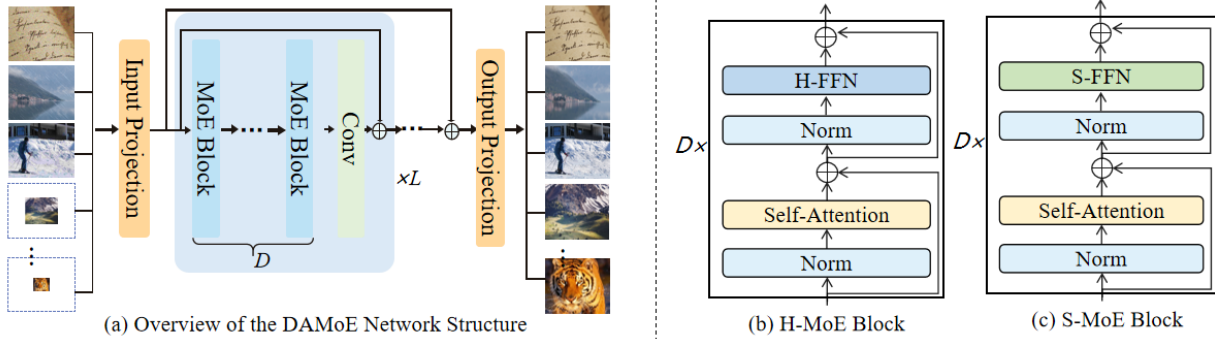 Input Projection
MoE Block
MoE Block
Conv
×L
D
Output Projection
(a) Overview of the DAMoE Network Structure
D×
H-FFN
Norm
Self-Attention
Norm
(b) H-MoE Block
D×
S-FFN
Norm
Self-Attention
Norm
(c) S-MoE Block